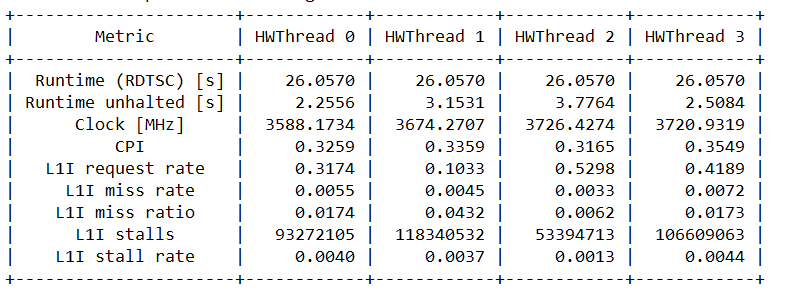 +-----------------------+------------+------------+------------+------------+
| Metric | HWThread 0 | HWThread 1 | HWThread 2 | HWThread 3 |
+-----------------------+------------+------------+------------+------------+
| Runtime (RDTSC) [s] | 26.0570 | 26.0570 | 26.0570 | 26.0570 |
| Runtime unhalted [s] | 2.2556 | 3.1531 | 3.7764 | 2.5084 |
| Clock [MHz] | 3588.1734 | 3674.2707 | 3726.4274 | 3720.9319 |
| CPI | 0.3259 | 0.3359 | 0.3165 | 0.3549 |
| L1I request rate | 0.3174 | 0.1033 | 0.5298 | 0.4189 |
| L1I miss rate | 0.0055 | 0.0045 | 0.0033 | 0.0072 |
| L1I miss ratio | 0.0174 | 0.0432 | 0.0062 | 0.0173 |
| L1I stalls | 93272105 | 118340532 | 53394713 | 106609063 |
| L1I stall rate | 0.0040 | 0.0037 | 0.0013 | 0.0044 |
+-----------------------+------------+------------+------------+------------+